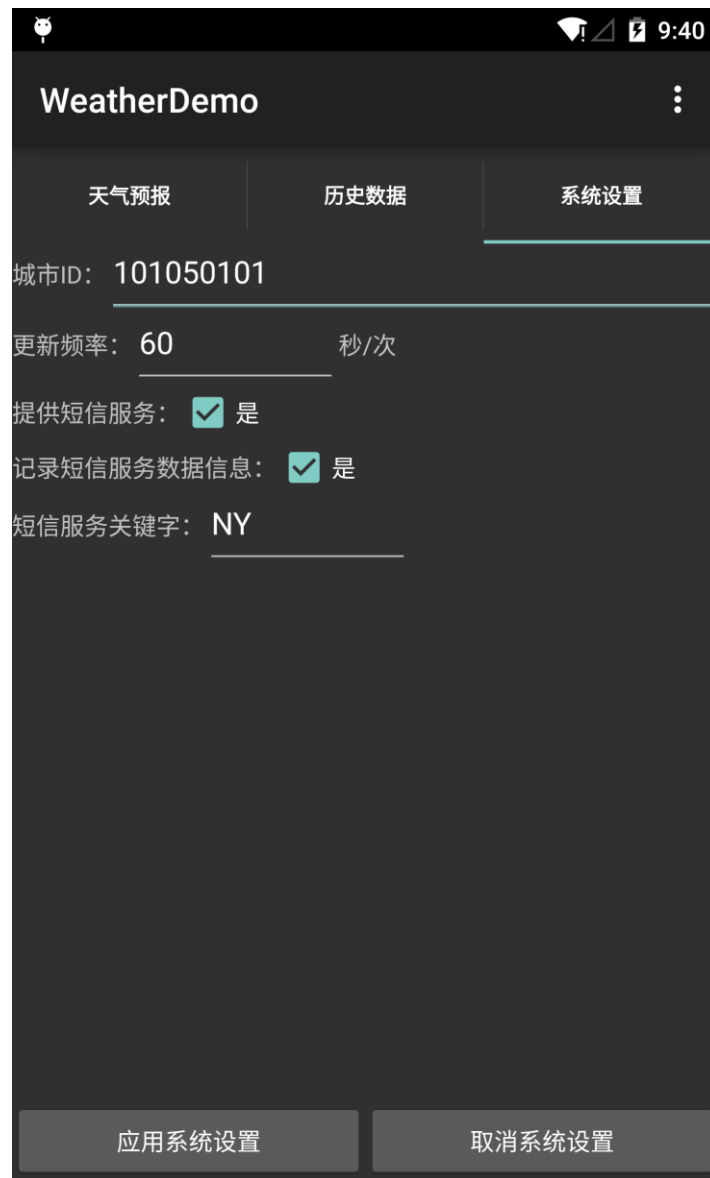 9:40
WeatherDemo
天气预报 历史数据 系统设置
城市ID： 101050101
更新频率： 60 秒/次
提供短信服务： 是
记录短信服务数据信息： 是
短信服务关键字： NY
应用系统设置 取消系统设置